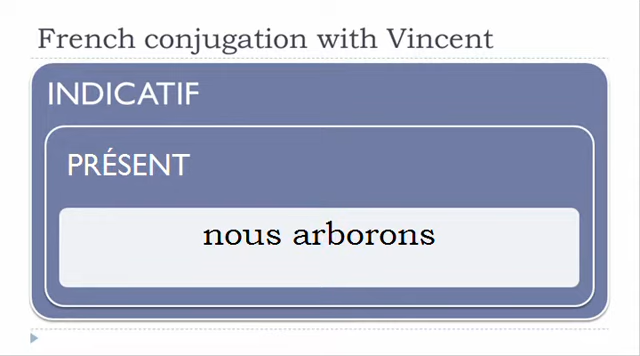 French conjugation with Vincent
INDICATIF
PRÉSENT
nous arborons